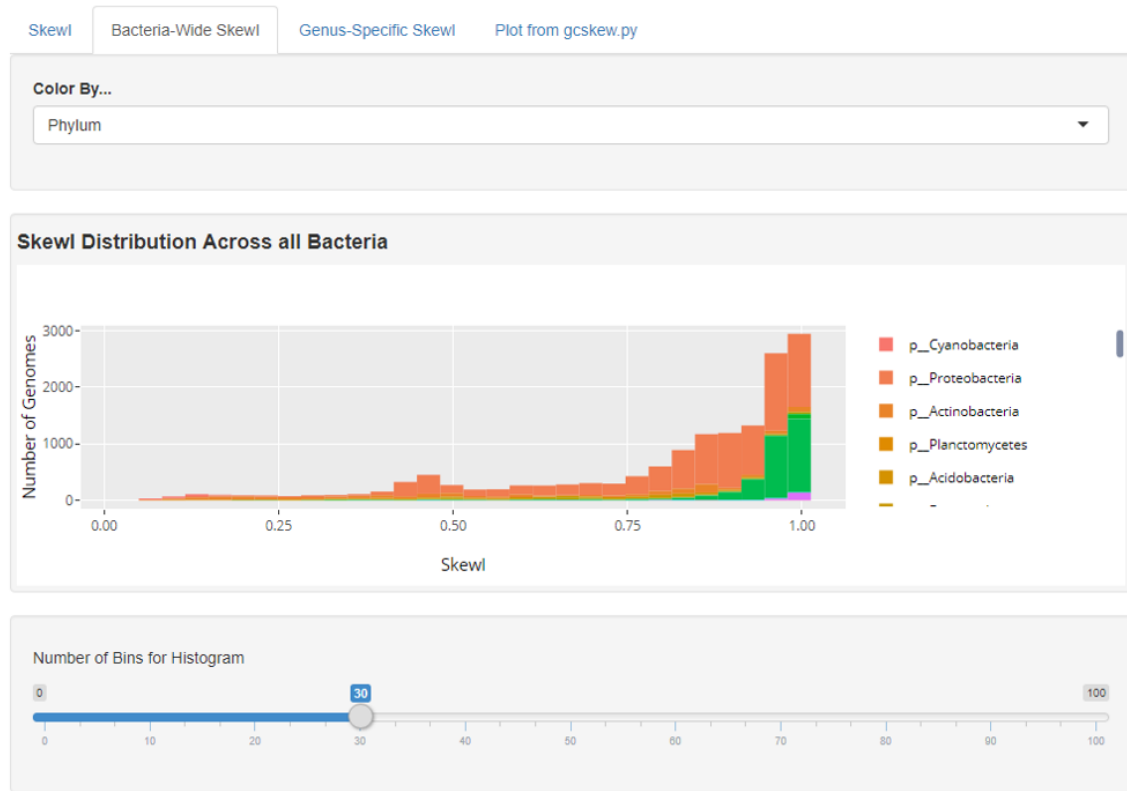 Skewl Bacteria-Wide Skewl Genus-Specific Skewl Plot from gcskew.py
Color By...
Phylum
Skewl Distribution Across all Bacteria
Number of Genomes
3000
2000
1000
0
0.00 0.25 0.50 0.75 1.00
Skewl
p__Cyanobacteria
p__Proteobacteria
p__Actinobacteria
p__Planctomycetes
p__Acidobacteria
Number of Bins for Histogram
0 30 100
0 10 20 30 40 50 60 70 80 90 100